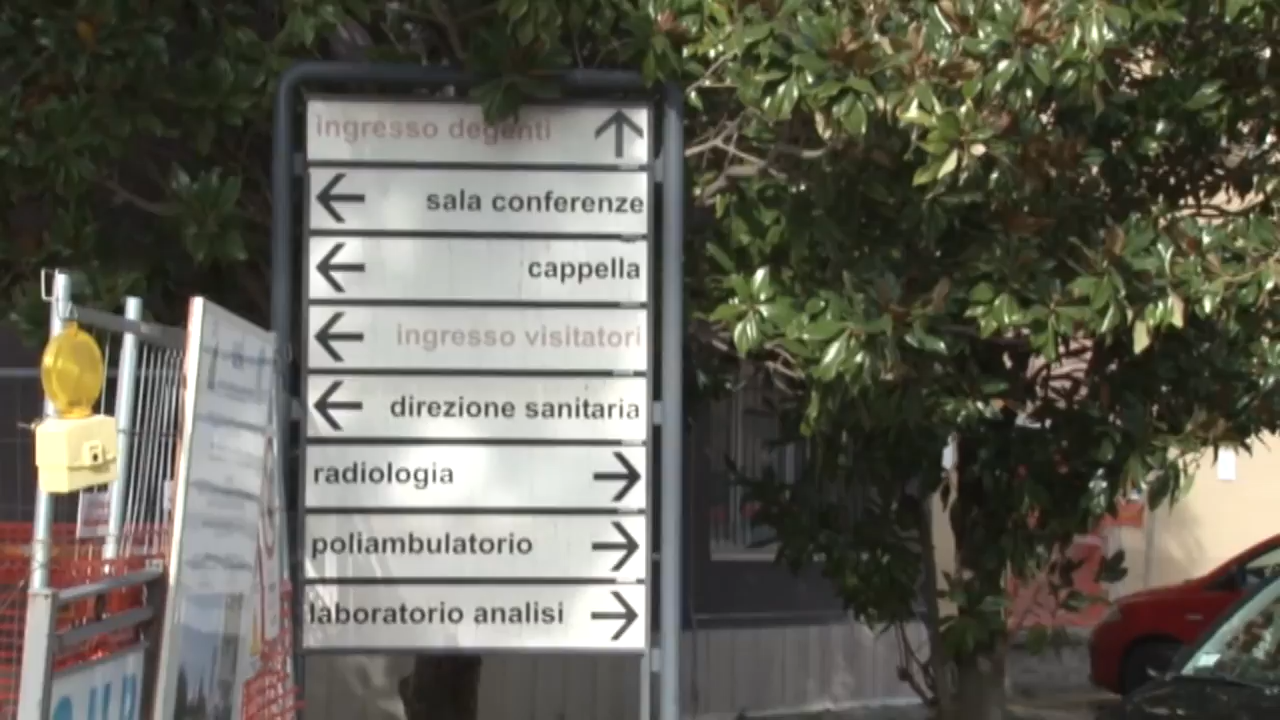 ingresso degenti
sala conferenze
cappella
ingresso visitatori
direzione sanitaria
radiologia
poliambulatorio
laboratorio analisi